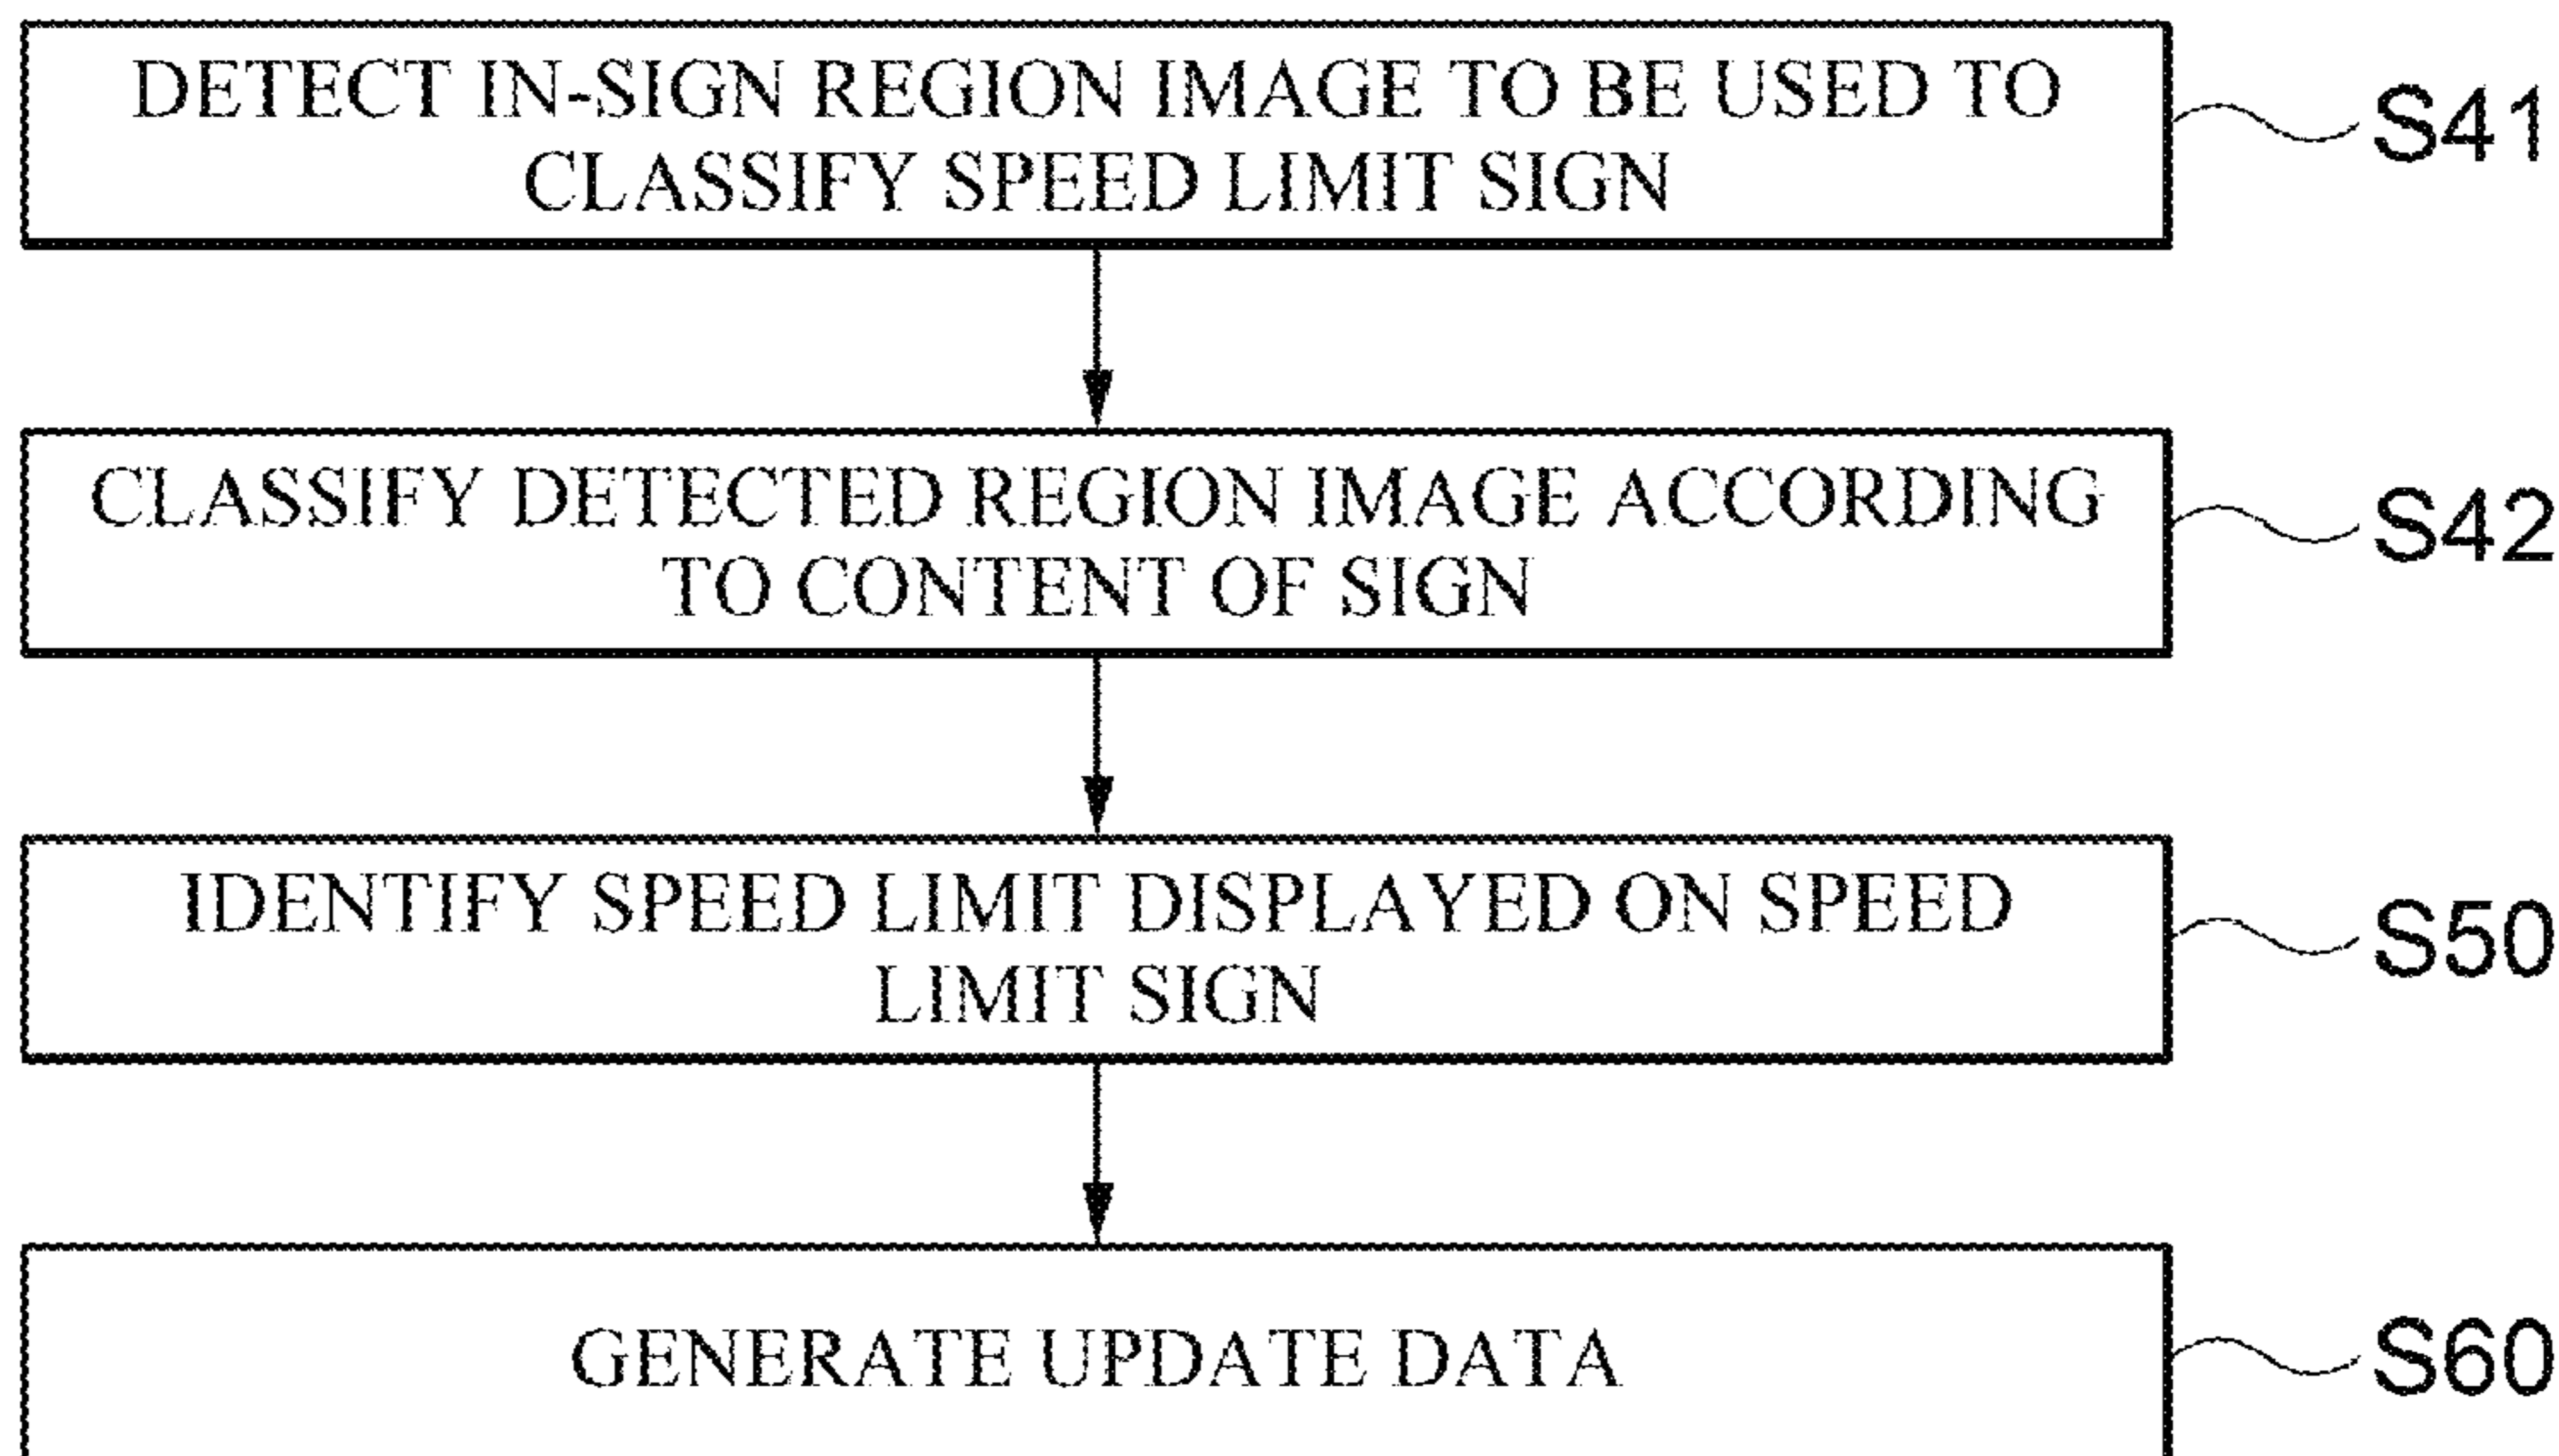 DETECT IN-SIGN REGION IMAGE TO BE USED TO
CLASSIFY SPEED LIMIT SIGN
S41
CLASSIFY DETECTED REGION IMAGE ACCORDING
TO CONTENT OF SIGN
S42
IDENTIFY SPEED LIMIT DISPLAYED ON SPEED
LIMIT SIGN
S50
GENERATE UPDATE DATA
S60